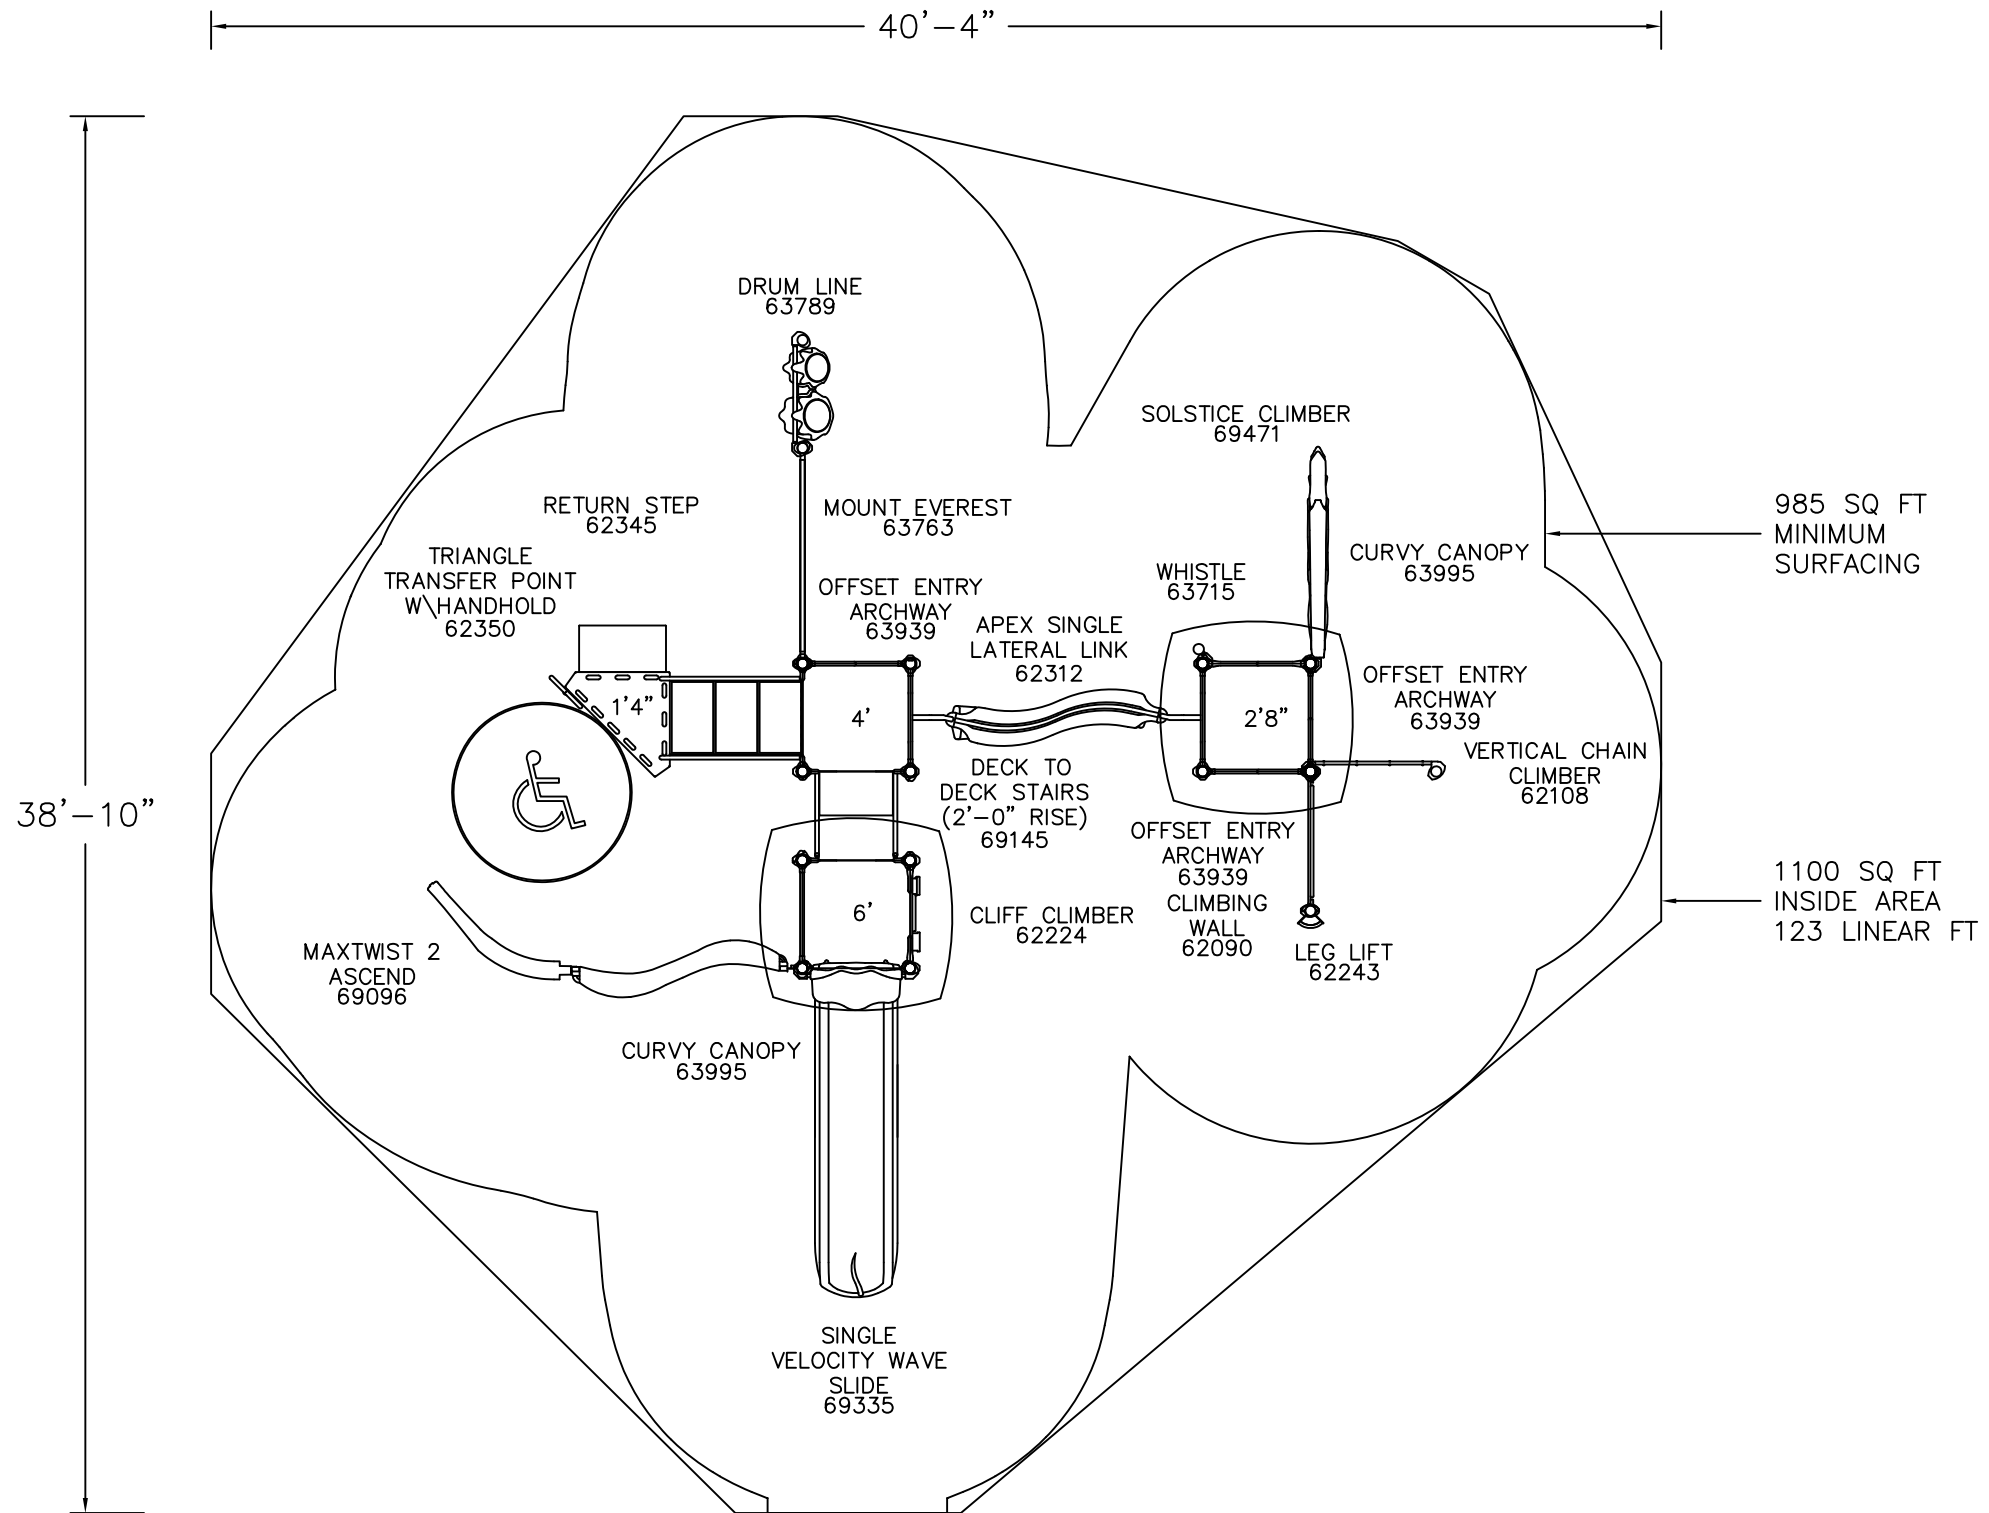 40'-4"
DRUM LINE
63789
SOLSTICE CLIMBER
69471
RETURN STEP
62345
MOUNT EVEREST
63763
985 SQ FT
MINIMUM
SURFACING
TRIANGLE
TRANSFER POINT
W\HANDHOLD
62350
CURVY CANOPY
63995
WHISTLE
63715
OFFSET ENTRY
ARCHWAY
63939
APEX SINGLE
LATERAL LINK
62312
OFFSET ENTRY
ARCHWAY
63939
1'4"
4'
2'8"
VERTICAL CHAIN
CLIMBER
62108
DECK TO
DECK STAIRS
(2'-0" RISE)
69145
38'-10"
OFFSET ENTRY
ARCHWAY
63939
CLIMBING
WALL
62090
1100 SQ FT
INSIDE AREA
123 LINEAR FT
6'
CLIFF CLIMBER
62224
LEG LIFT
62243
MAXTWIST 2
ASCEND
69096
CURVY CANOPY
63995
SINGLE
VELOCITY WAVE
SLIDE
69335